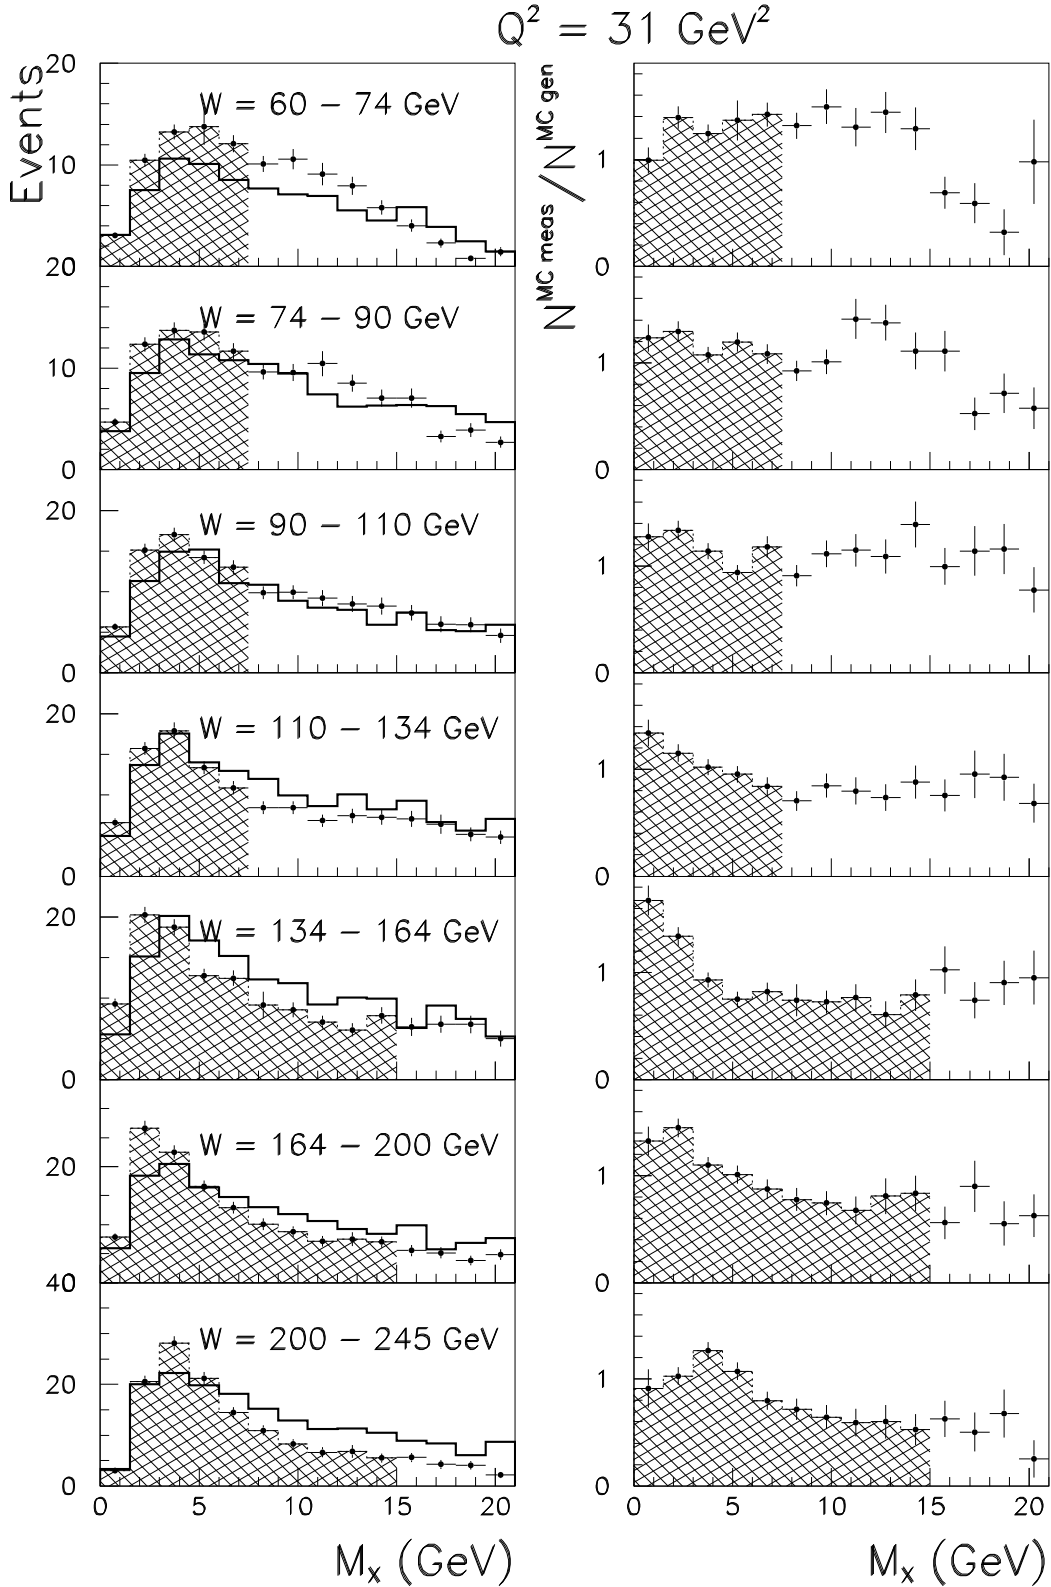 Q² = 31 GeV²
Events
N^MC meas / N^MC gen
20
W = 60 – 74 GeV
10
1
20
0
W = 74 – 90 GeV
10
1
0
0
20
W = 90 – 110 GeV
1
0
0
20
W = 110 – 134 GeV
1
0
0
20
W = 134 – 164 GeV
1
0
0
W = 164 – 200 GeV
20
1
40
0
W = 200 – 245 GeV
20
1
0
0
0 5 10 15 20
0 5 10 15 20
Mₓ (GeV)
Mₓ (GeV)